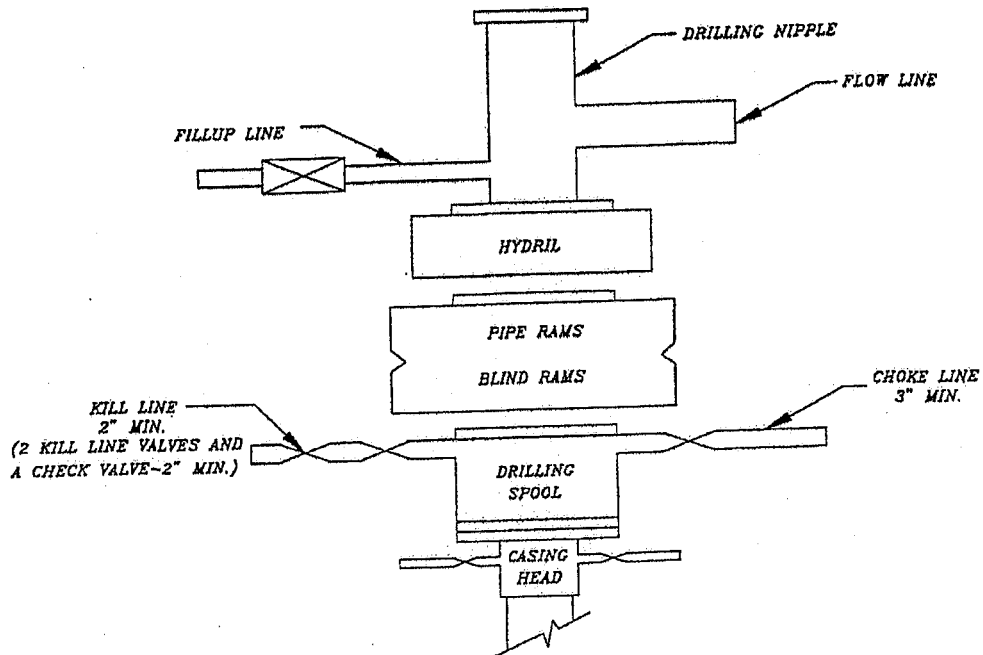 DRILLING NIPPLE
FLOW LINE
FILLUP LINE
HYDRIL
PIPE RAMS
BLIND RAMS
CHOKE LINE
3" MIN.
KILL LINE
2" MIN.
(2 KILL LINE VALVES AND
A CHECK VALVE-2" MIN.)
DRILLING
SPOOL
CASING
HEAD